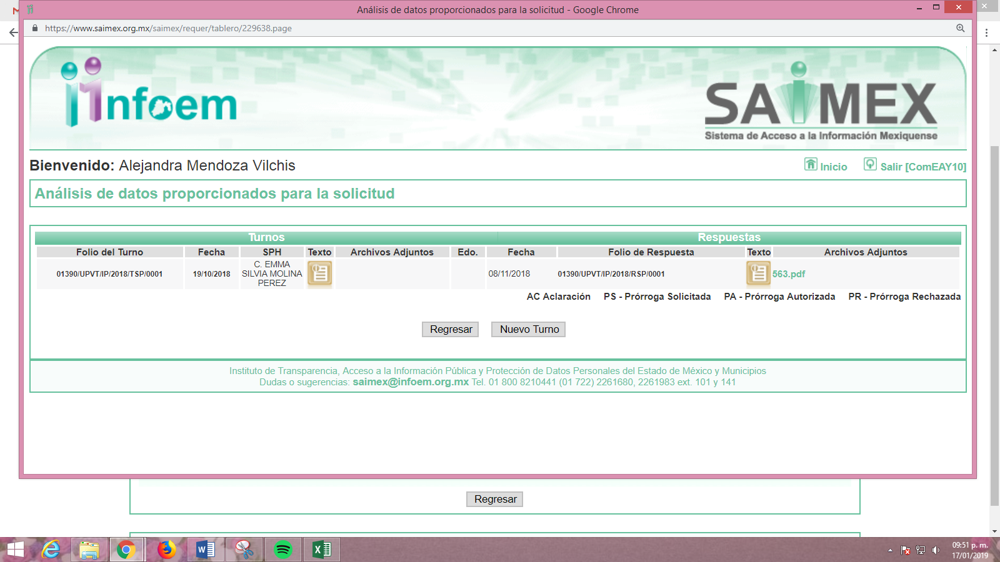 Análisis de datos proporcionados para la solicitud - Google Chrome
https://www.saimex.org.mx/saimex/requer/tablero/229638.page
infoem
SAIMEX
Sistema de Acceso a la Información Mexiquense
Bienvenido: Alejandra Mendoza Vilchis
Inicio Salir [ComEAY10]
Análisis de datos proporcionados para la solicitud
Turnos Respuestas
Folio del Turno Fecha SPH Texto Archivos Adjuntos Edo. Fecha Folio de Respuesta Texto Archivos Adjuntos
01390/UPVT/IP/2018/TSP/0001 19/10/2018 C. EMMA SILVIA MOLINA PEREZ 08/11/2018 01390/UPVT/IP/2018/RSP/0001 563.pdf
AC Aclaración PS - Prórroga Solicitada PA - Prórroga Autorizada PR - Prórroga Rechazada
Regresar Nuevo Turno
Instituto de Transparencia, Acceso a la Información Pública y Protección de Datos Personales del Estado de México y Municipios
Dudas o sugerencias: saimex@infoem.org.mx Tel. 01 800 8210441 (01 722) 2261680, 2261983 ext. 101 y 141
Regresar
09:51 p. m.
17/01/2019